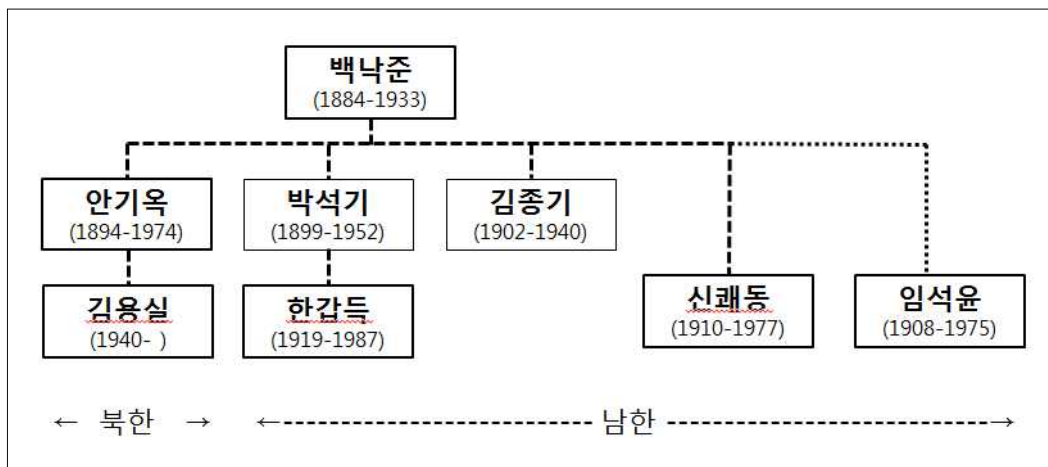 백낙준
(1884-1933)
안기옥
(1894-1974)
박석기
(1899-1952)
김종기
(1902-1940)
김용실
(1940- )
한갑득
(1919-1987)
신쾌동
(1910-1977)
임석윤
(1908-1975)
← 북한 →
← 남한 →